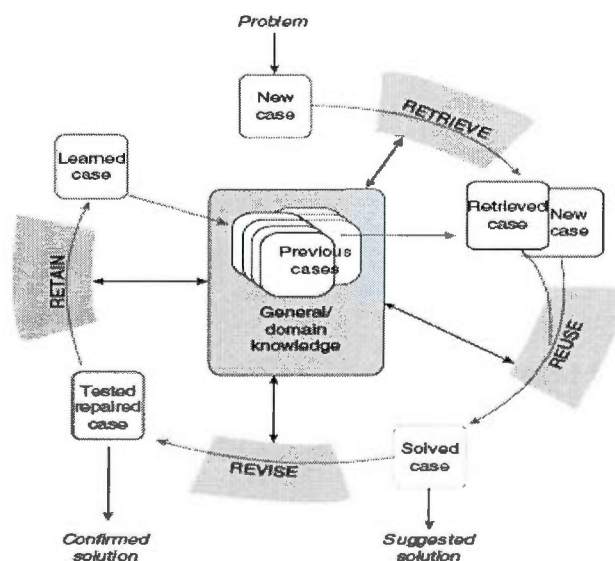 Problem
New
case
RETRIEVE
Learned
case
Retrieved
case
New
case
Previous
cases
RETAIN
General/
domain
knowledge
REUSE
Tested
repaired
case
REVISE
Solved
case
Confirmed
solution
Suggested
solution